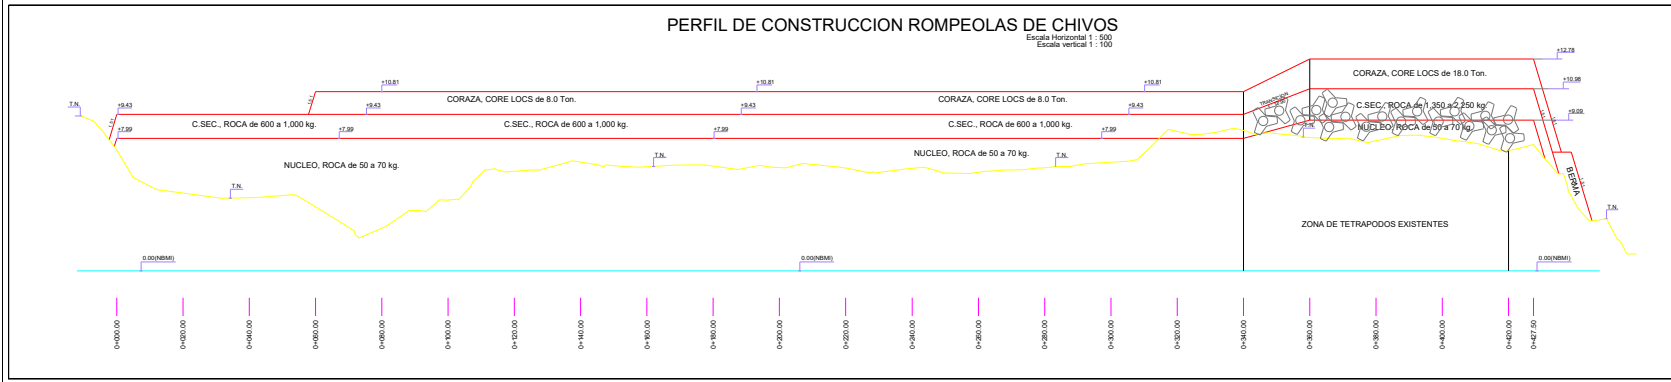 PERFIL DE CONSTRUCCION ROMPEOLAS DE CHIVOS
Escala Horizontal 1 : 500
Escala vertical 1 : 100
+12.78
+10.81
+10.81
+10.81
CORAZA, CORE LOCS de 18.0 Ton.
+10.98
T.N.
+9.43
CORAZA, CORE LOCS de 8.0 Ton.
+9.43
+9.43
CORAZA, CORE LOCS de 8.0 Ton.
+9.43
TRANSICION
C.SEC., ROCA de 1,350 a 2,250 kg.
+9.09
C.SEC., ROCA de 600 a 1,000 kg.
C.SEC., ROCA de 600 a 1,000 kg.
C.SEC., ROCA de 600 a 1,000 kg.
NUCLEO, ROCA de 50 a 70 kg.
+7.99
+7.99
+7.99
+7.99
T.N.
NUCLEO, ROCA de 50 a 70 kg.
T.N.
NUCLEO, ROCA de 50 a 70 kg.
T.N.
BERMA
T.N.
T.N.
ZONA DE TETRAPODOS EXISTENTES
0.00(NBMI)
0.00(NBMI)
0.00(NBMI)
0+000.00
0+020.00
0+040.00
0+060.00
0+080.00
0+100.00
0+120.00
0+140.00
0+160.00
0+180.00
0+200.00
0+220.00
0+240.00
0+260.00
0+280.00
0+300.00
0+320.00
0+340.00
0+360.00
0+380.00
0+400.00
0+420.00
0+427.50